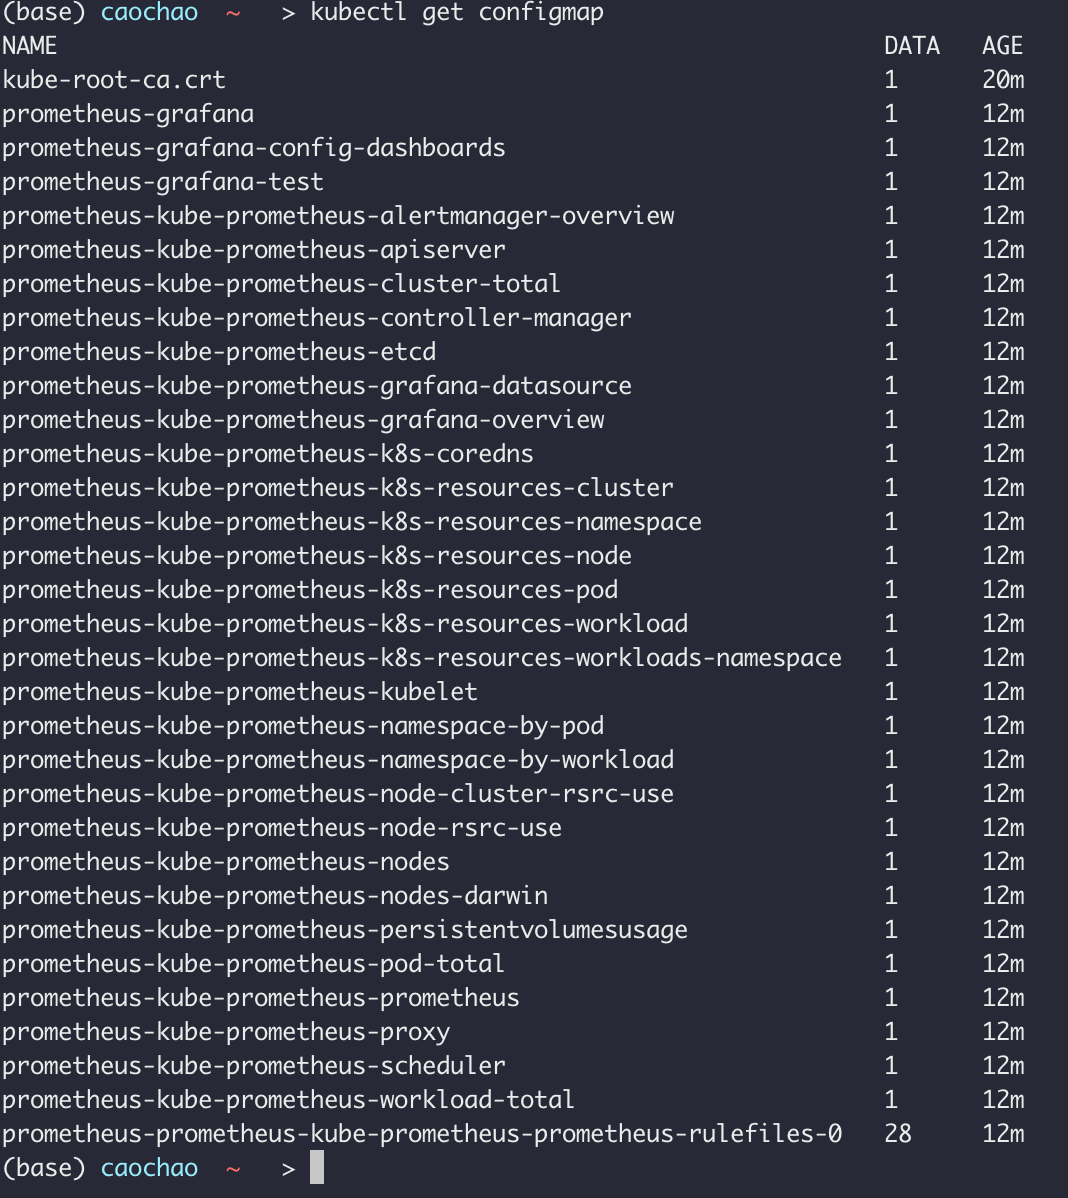 (base) caochao ~ > kubectl get configmap
NAME DATA AGE
kube-root-ca.crt 1 20m
prometheus-grafana 1 12m
prometheus-grafana-config-dashboards 1 12m
prometheus-grafana-test 1 12m
prometheus-kube-prometheus-alertmanager-overview 1 12m
prometheus-kube-prometheus-apiserver 1 12m
prometheus-kube-prometheus-cluster-total 1 12m
prometheus-kube-prometheus-controller-manager 1 12m
prometheus-kube-prometheus-etcd 1 12m
prometheus-kube-prometheus-grafana-datasource 1 12m
prometheus-kube-prometheus-grafana-overview 1 12m
prometheus-kube-prometheus-k8s-coredns 1 12m
prometheus-kube-prometheus-k8s-resources-cluster 1 12m
prometheus-kube-prometheus-k8s-resources-namespace 1 12m
prometheus-kube-prometheus-k8s-resources-node 1 12m
prometheus-kube-prometheus-k8s-resources-pod 1 12m
prometheus-kube-prometheus-k8s-resources-workload 1 12m
prometheus-kube-prometheus-k8s-resources-workloads-namespace 1 12m
prometheus-kube-prometheus-kubelet 1 12m
prometheus-kube-prometheus-namespace-by-pod 1 12m
prometheus-kube-prometheus-namespace-by-workload 1 12m
prometheus-kube-prometheus-node-cluster-rsrc-use 1 12m
prometheus-kube-prometheus-node-rsrc-use 1 12m
prometheus-kube-prometheus-nodes 1 12m
prometheus-kube-prometheus-nodes-darwin 1 12m
prometheus-kube-prometheus-persistentvolumesusage 1 12m
prometheus-kube-prometheus-pod-total 1 12m
prometheus-kube-prometheus-prometheus 1 12m
prometheus-kube-prometheus-proxy 1 12m
prometheus-kube-prometheus-scheduler 1 12m
prometheus-kube-prometheus-workload-total 1 12m
prometheus-prometheus-kube-prometheus-prometheus-rulefiles-0 28 12m
(base) caochao ~ >